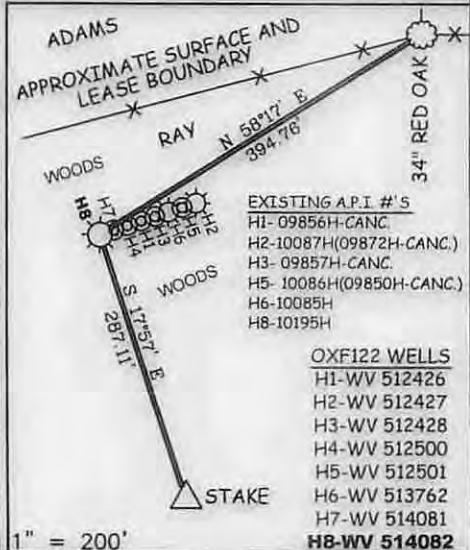 ADAMS
APPROXIMATE SURFACE AND
LEASE BOUNDARY
34" RED OAK
RAY
N 58°17' E
394.76'
WOODS
H8
H7
H4
H1
H3
H6
H5
H2
WOODS
S 17°57' E
287.11'
STAKE
1" = 200'
EXISTING A.P.I. #'S
H1- 09856H-CANC.
H2-10087H(09872H-CANC.)
H3- 09857H-CANC.
H5- 10086H(09850H-CANC.)
H6-10085H
H8-10195H
OXF122 WELLS
H1-WV 512426
H2-WV 512427
H3-WV 512428
H4-WV 512500
H5-WV 512501
H6-WV 513762
H7-WV 514081
H8-WV 514082